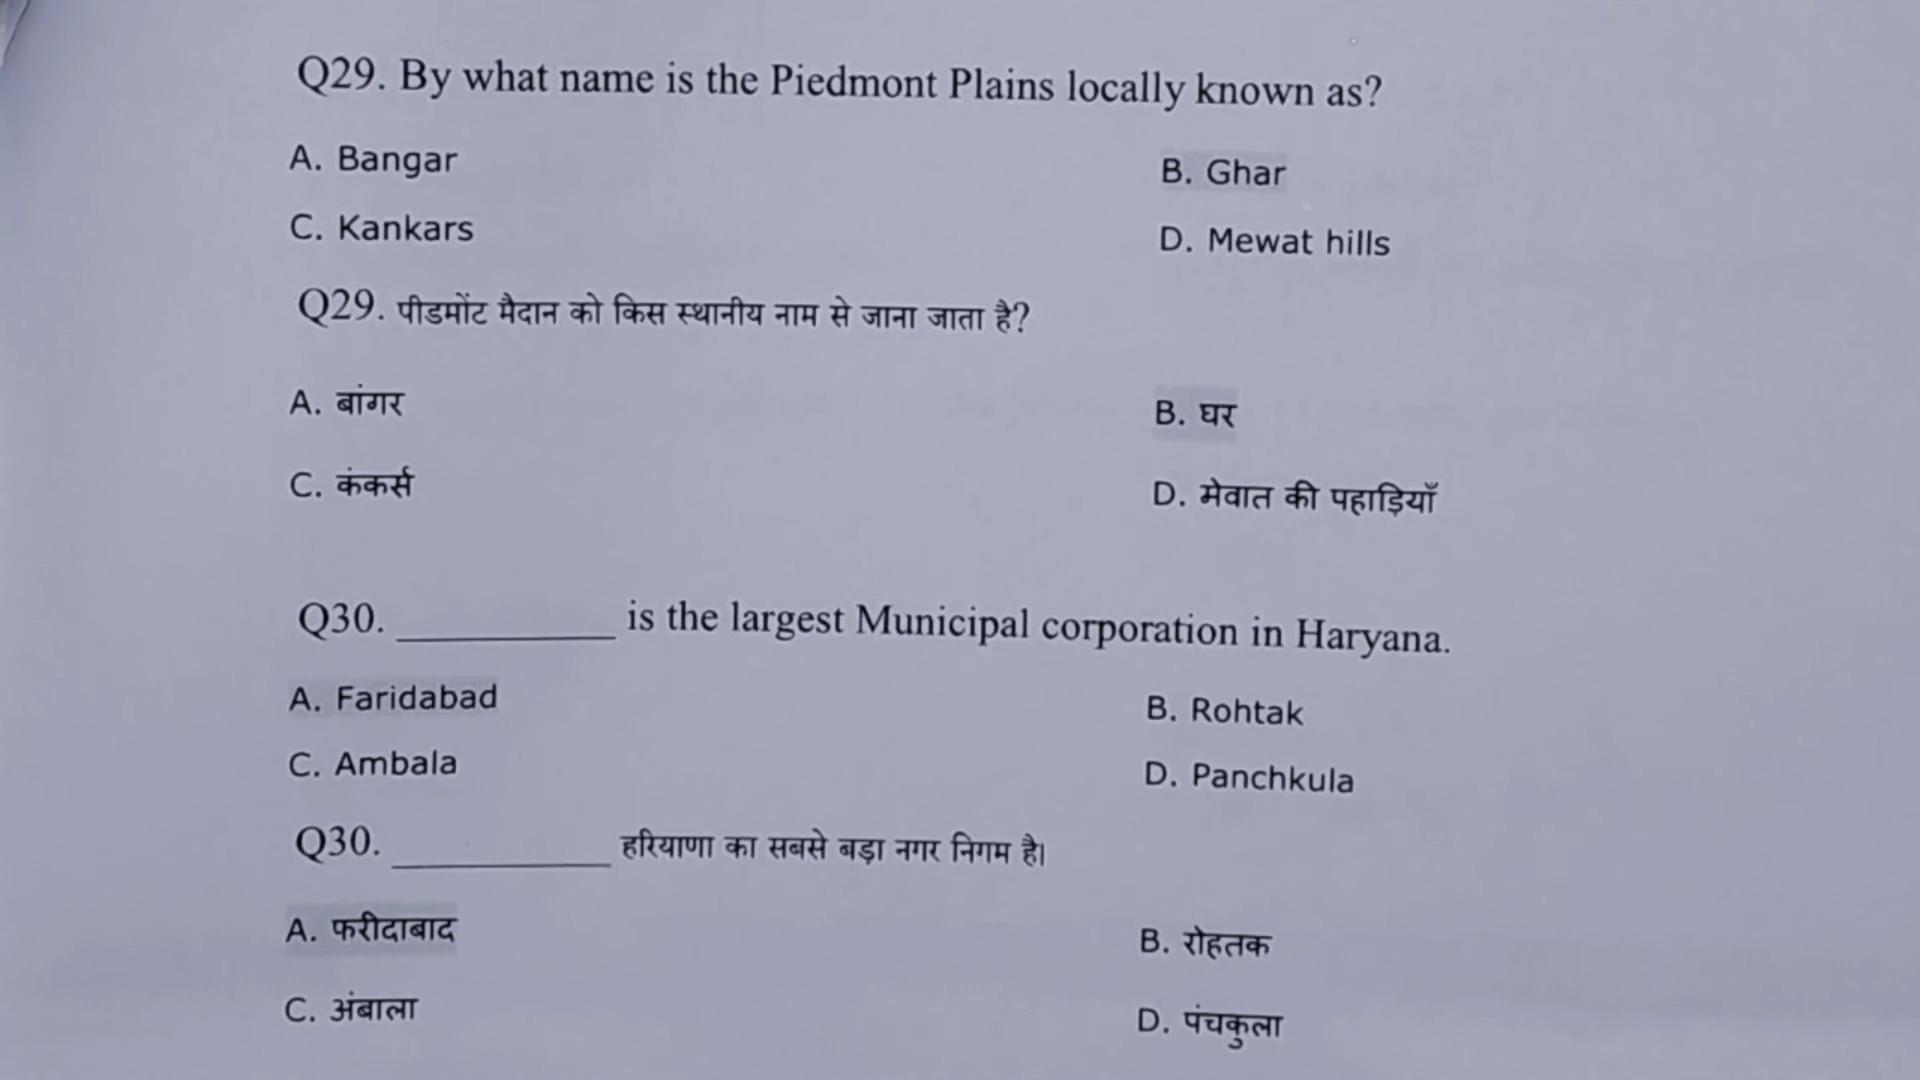 Q29. By what name is the Piedmont Plains locally known as?
A. Bangar B. Ghar
C. Kankars D. Mewat hills
Q29. पीडमोंट मैदान को किस स्थानीय नाम से जाना जाता है?
A. बांगर B. घर
C. कंकर्स D. मेवात की पहाड़ियाँ
Q30. __________ is the largest Municipal corporation in Haryana.
A. Faridabad B. Rohtak
C. Ambala D. Panchkula
Q30. __________ हरियाणा का सबसे बड़ा नगर निगम है।
A. फरीदाबाद B. रोहतक
C. अंबाला D. पंचकुला